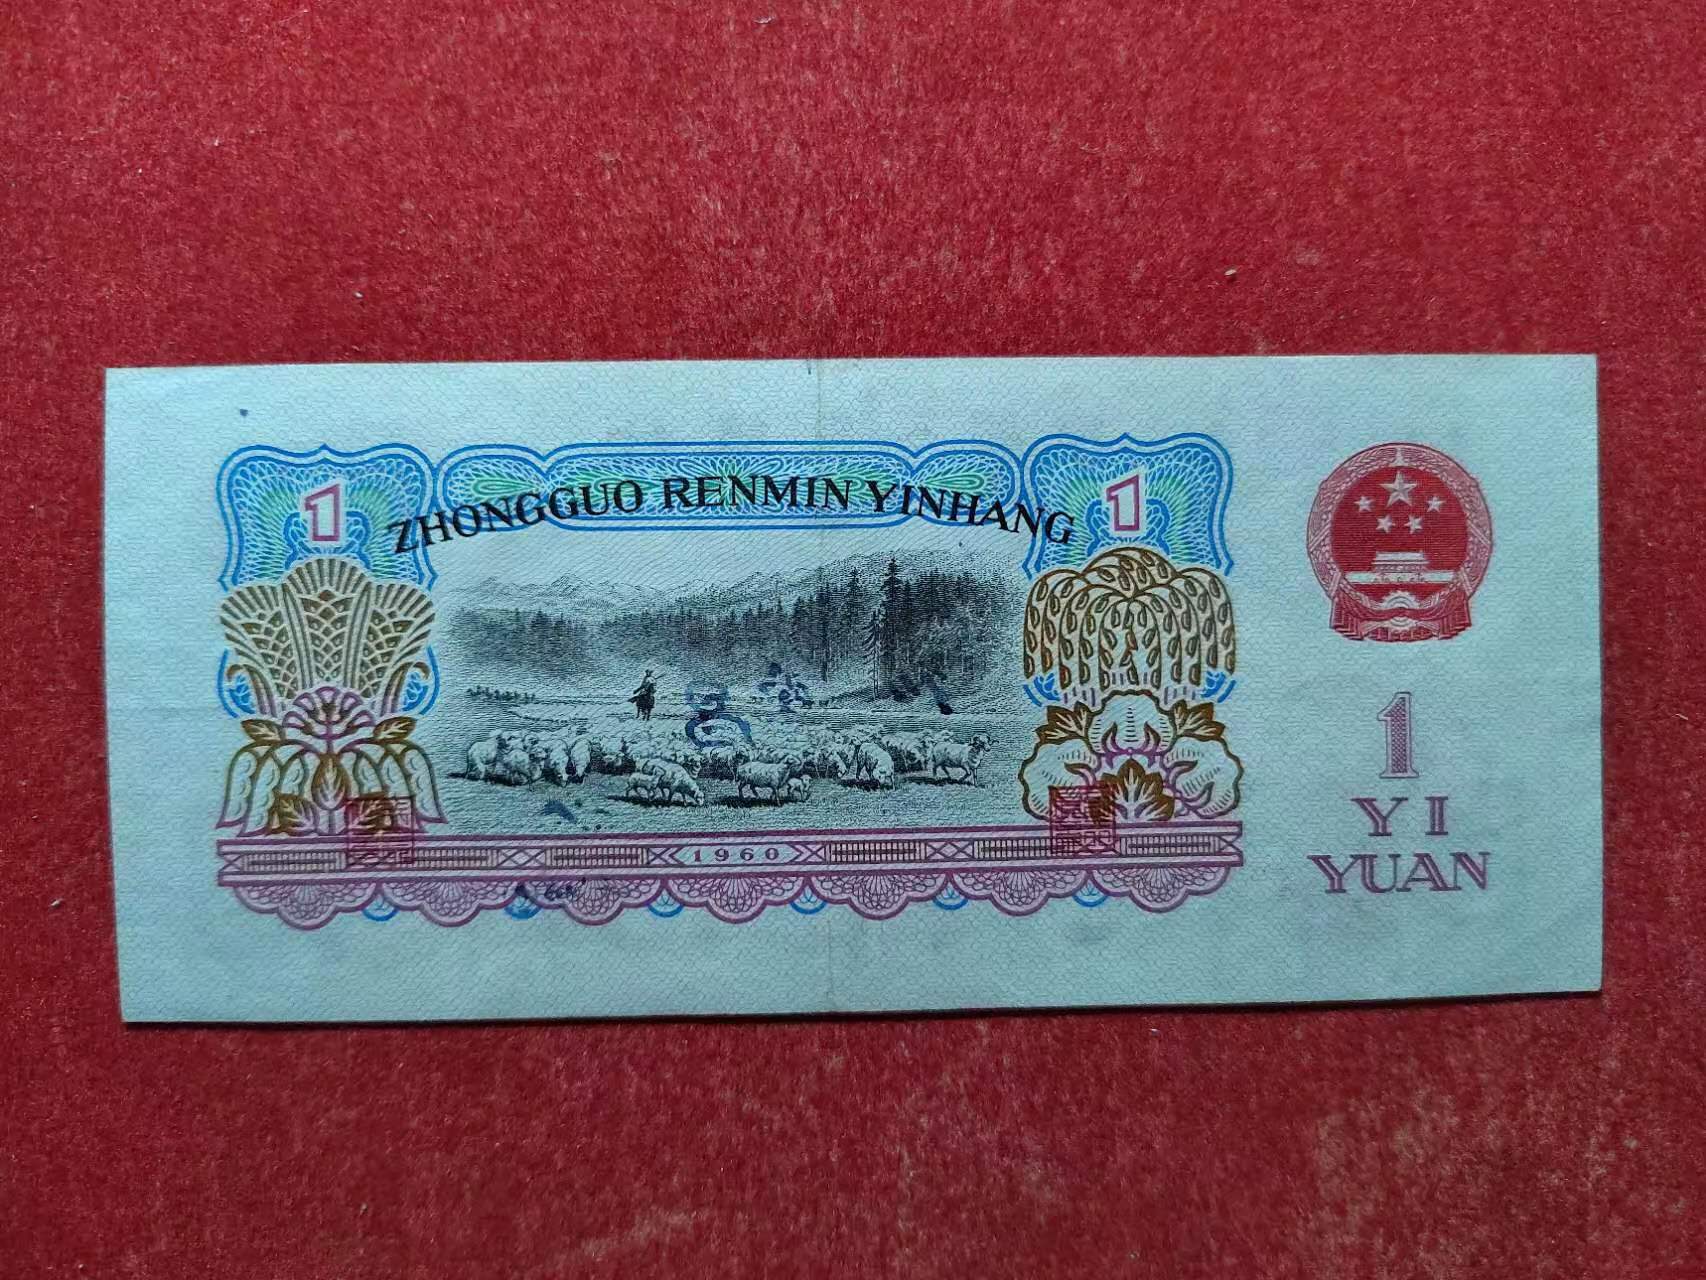 1
ZHONGGUO RENMIN YINHANG
1
1960
1
YI
YUAN